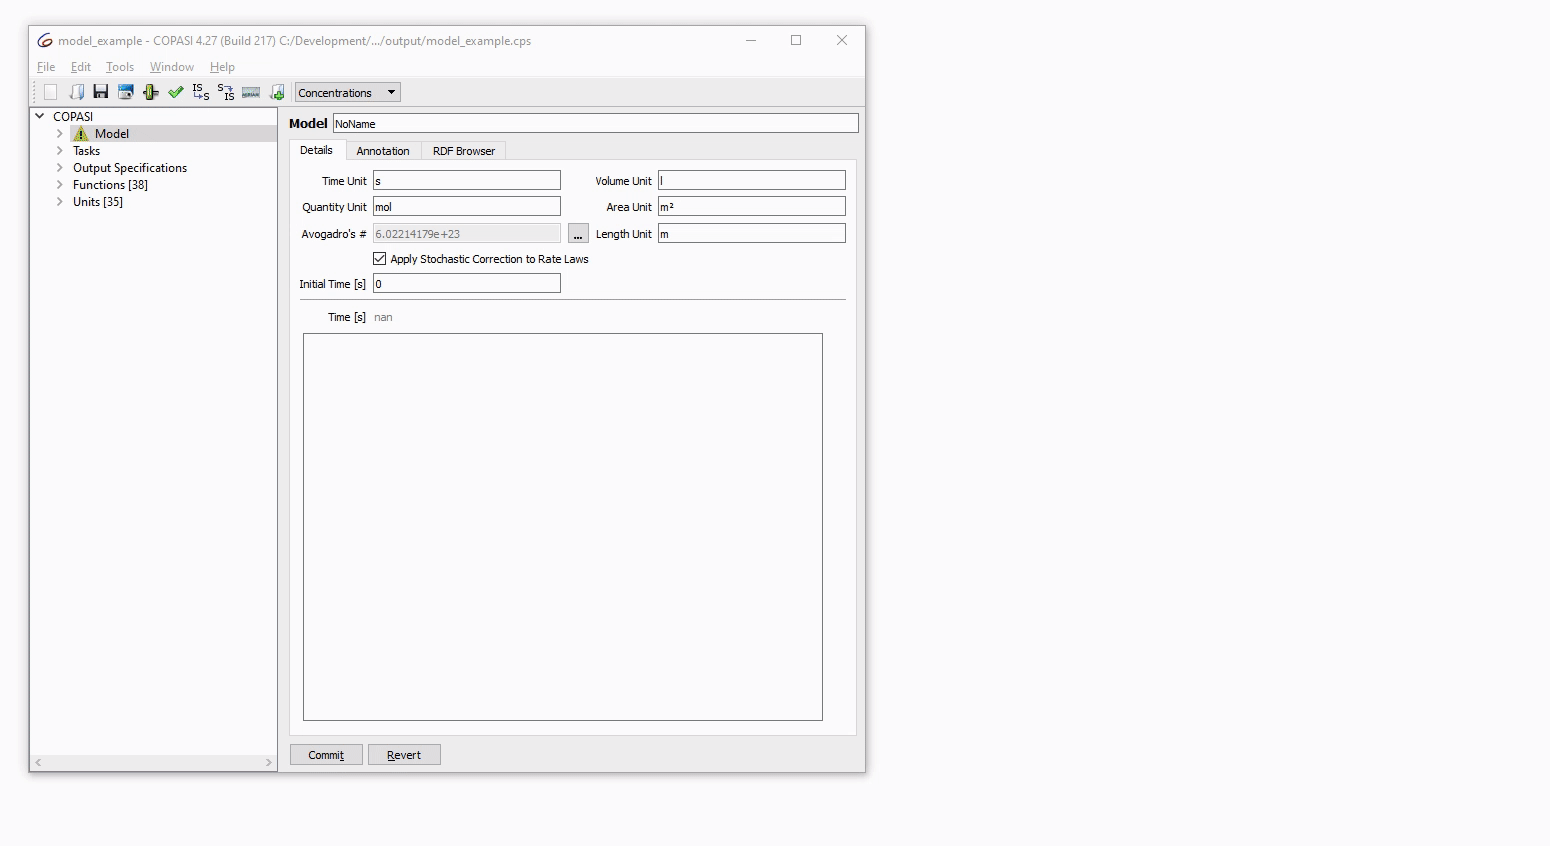 model_example - COPASI 4.27 (Build 217) C:/Development/.../output/model_example.cps
File Edit Tools Window Help
IS S S IS MIRIAM Concentrations
COPASI
Model
Tasks
Output Specifications
Functions [38]
Units [35]
Model NoName
Details Annotation RDF Browser
Time Unit s Volume Unit l
Quantity Unit mol Area Unit m²
Avogadro's # 6.02214179e+23 ... Length Unit m
Apply Stochastic Correction to Rate Laws
Initial Time [s] 0
Time [s] nan
Commit Revert